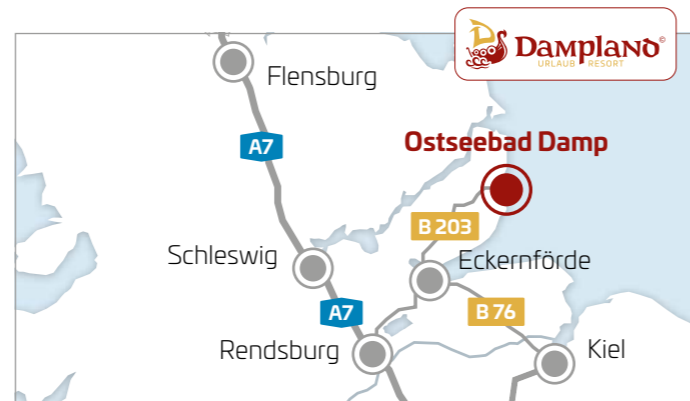 Dampland©
URLAUB RESORT
Flensburg
A7
Ostseebad Damp
B 203
Schleswig
Eckernförde
A7
B 76
Rendsburg
Kiel